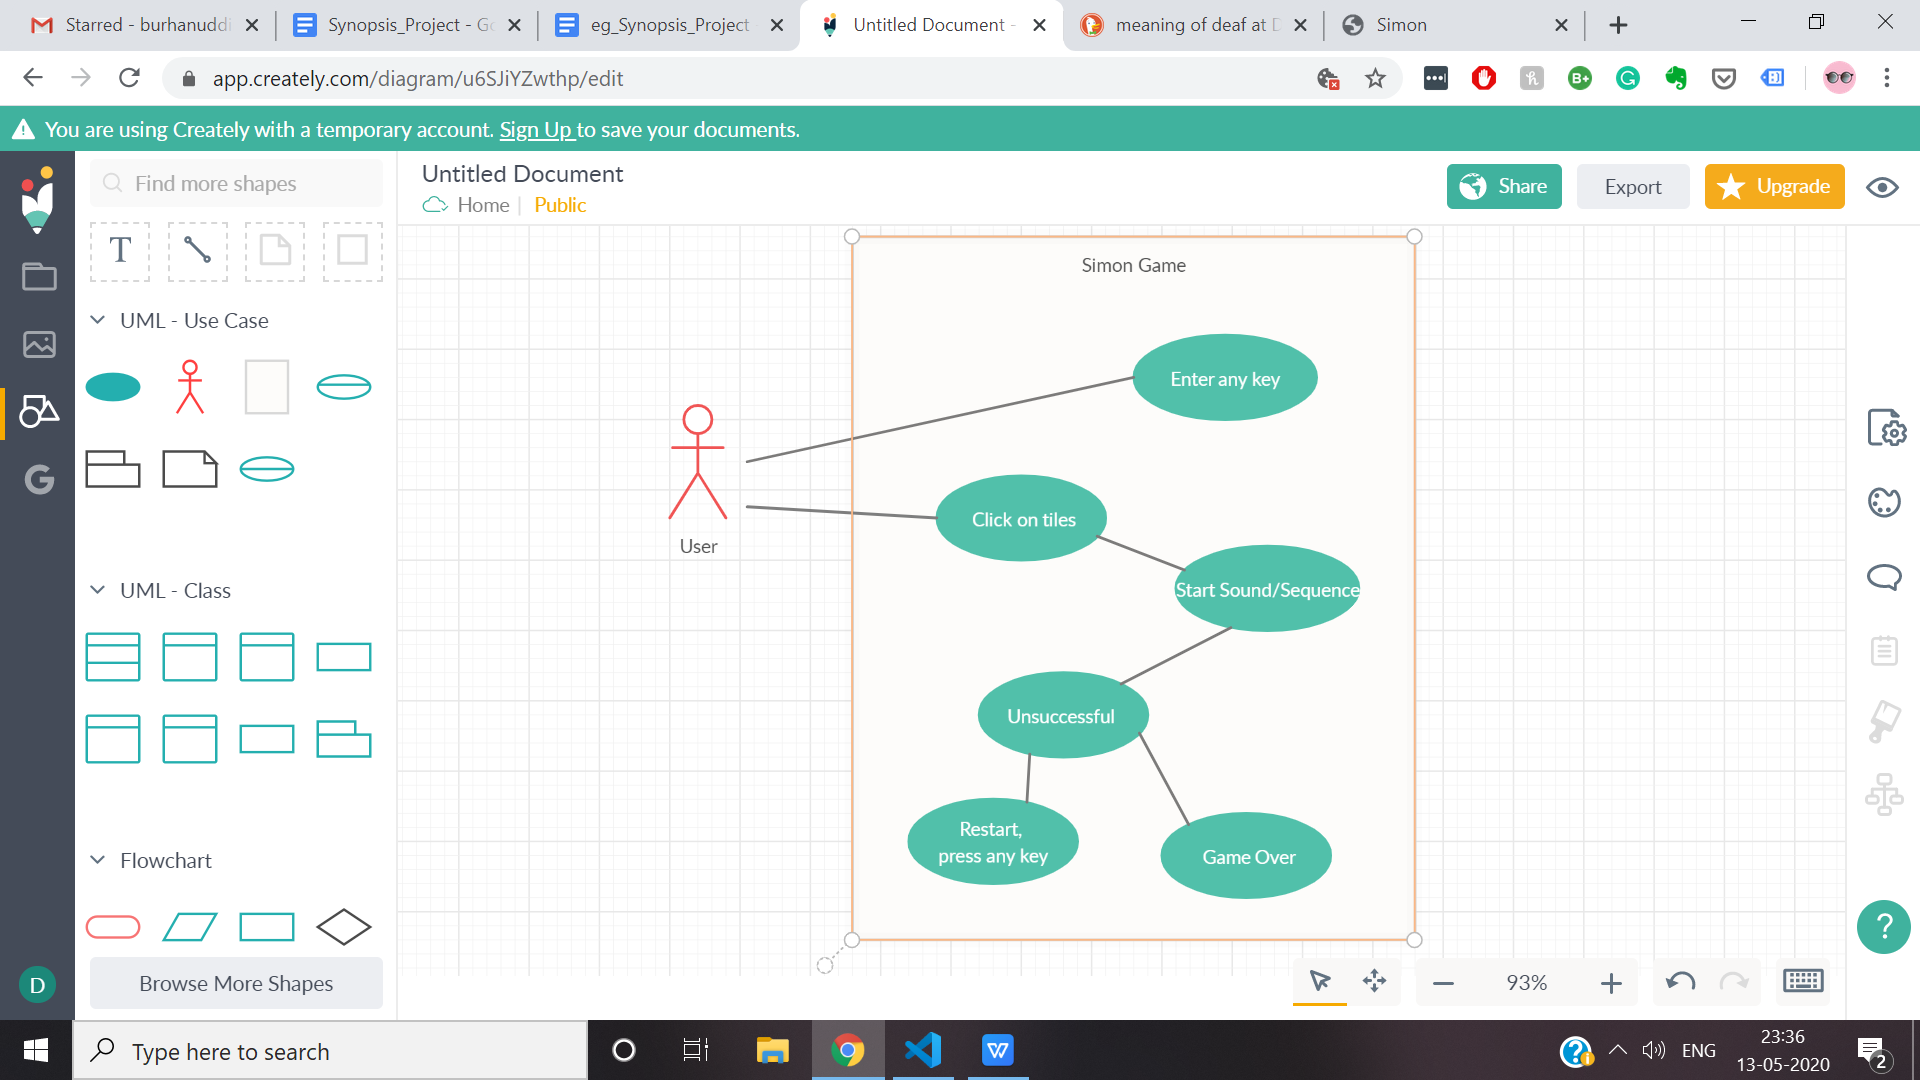 Starred - burhanuddi
Synopsis_Project - Go
eg_Synopsis_Project
Untitled Document -
meaning of deaf at D
Simon
app.creately.com/diagram/u6SJiYZwthp/edit
You are using Creately with a temporary account. Sign Up to save your documents.
Find more shapes
Untitled Document
Home
Public
Share
Export
Upgrade
T
UML - Use Case
UML - Class
Flowchart
Browse More Shapes
D
Simon Game
Enter any key
Click on tiles
User
Start Sound/Sequence
Unsuccessful
Restart,
press any key
Game Over
93%
?
Type here to search
ENG
23:36
13-05-2020
2